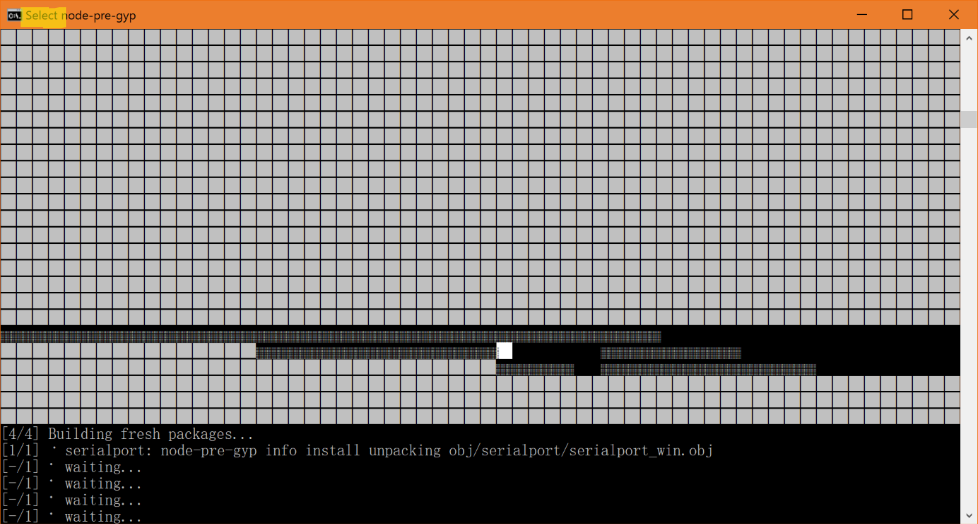 Select node-pre-gyp
[4/4] Building fresh packages...
[1/1] ⠁ serialport: node-pre-gyp info install unpacking obj/serialport/serialport_win.obj
[-/1] ⠁ waiting...
[-/1] ⠁ waiting...
[-/1] ⠁ waiting...
[-/1] ⠁ waiting...